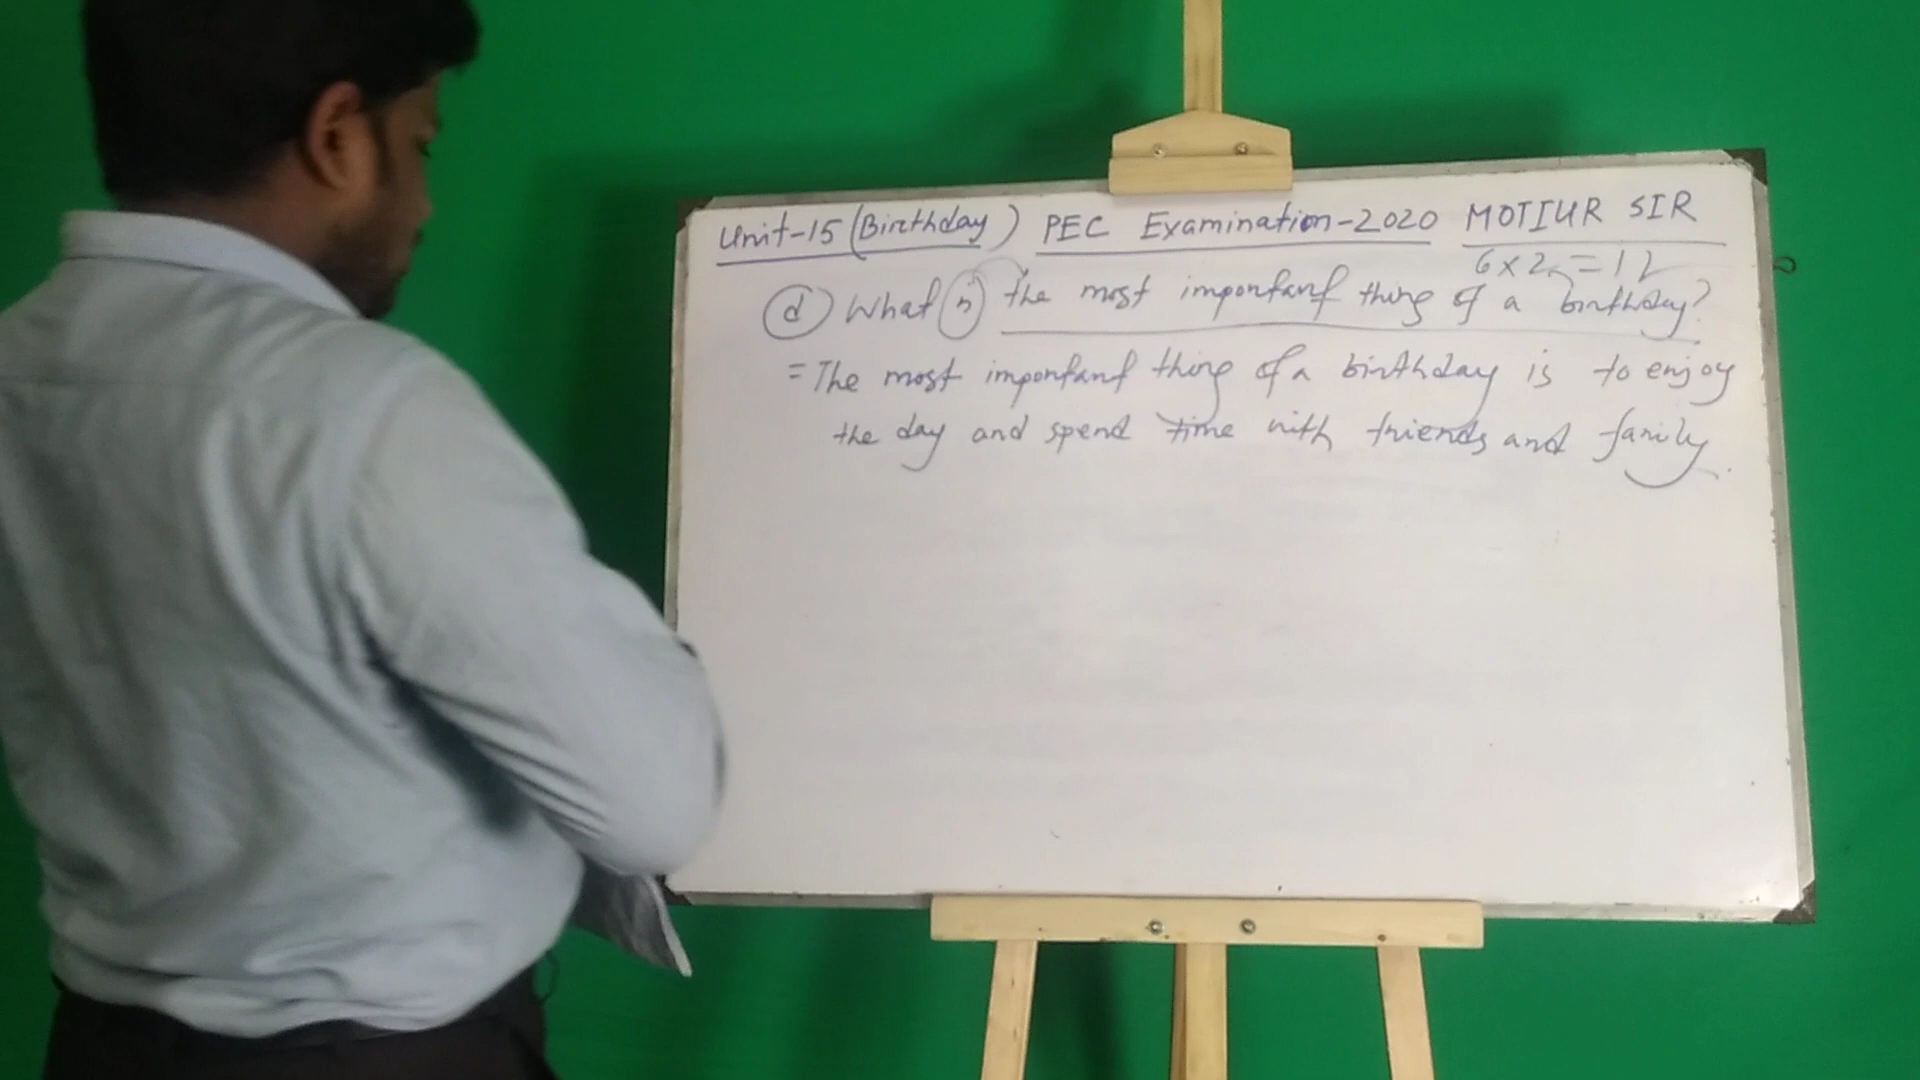 Unit-15 (Birthday) PEC Examination-2020 MOTIUR SIR
6x2=12
(d) What is the most important thing of a birthday?
= The most important thing of a birthday is to enjoy
the day and spend time with friends and family.